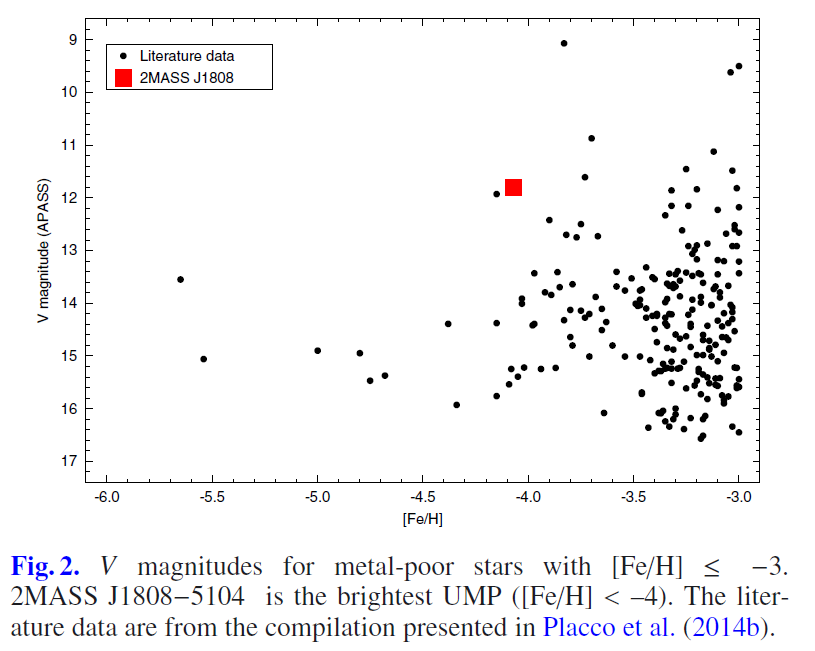 Literature data
2MASS J1808
9
10
11
12
13
14
15
16
17
V magnitude (APASS)
-6.0 -5.5 -5.0 -4.5 -4.0 -3.5 -3.0
[Fe/H]
Fig. 2. V magnitudes for metal-poor stars with [Fe/H] ≤ −3.
2MASS J1808−5104 is the brightest UMP ([Fe/H] < –4). The liter-
ature data are from the compilation presented in Placco et al. (2014b).